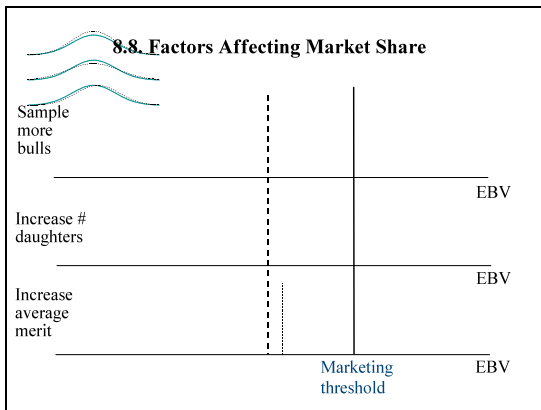 8.8. Factors Affecting Market Share
Sample
more
bulls
EBV
Increase #
daughters
EBV
Increase
average
merit
EBV
Marketing
threshold